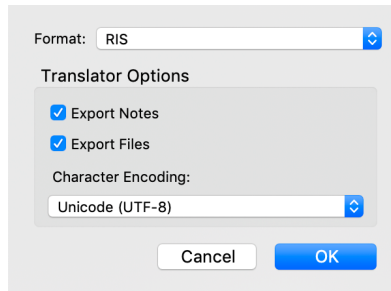 Format: RIS
Translator Options
Export Notes
Export Files
Character Encoding:
Unicode (UTF-8)
Cancel OK